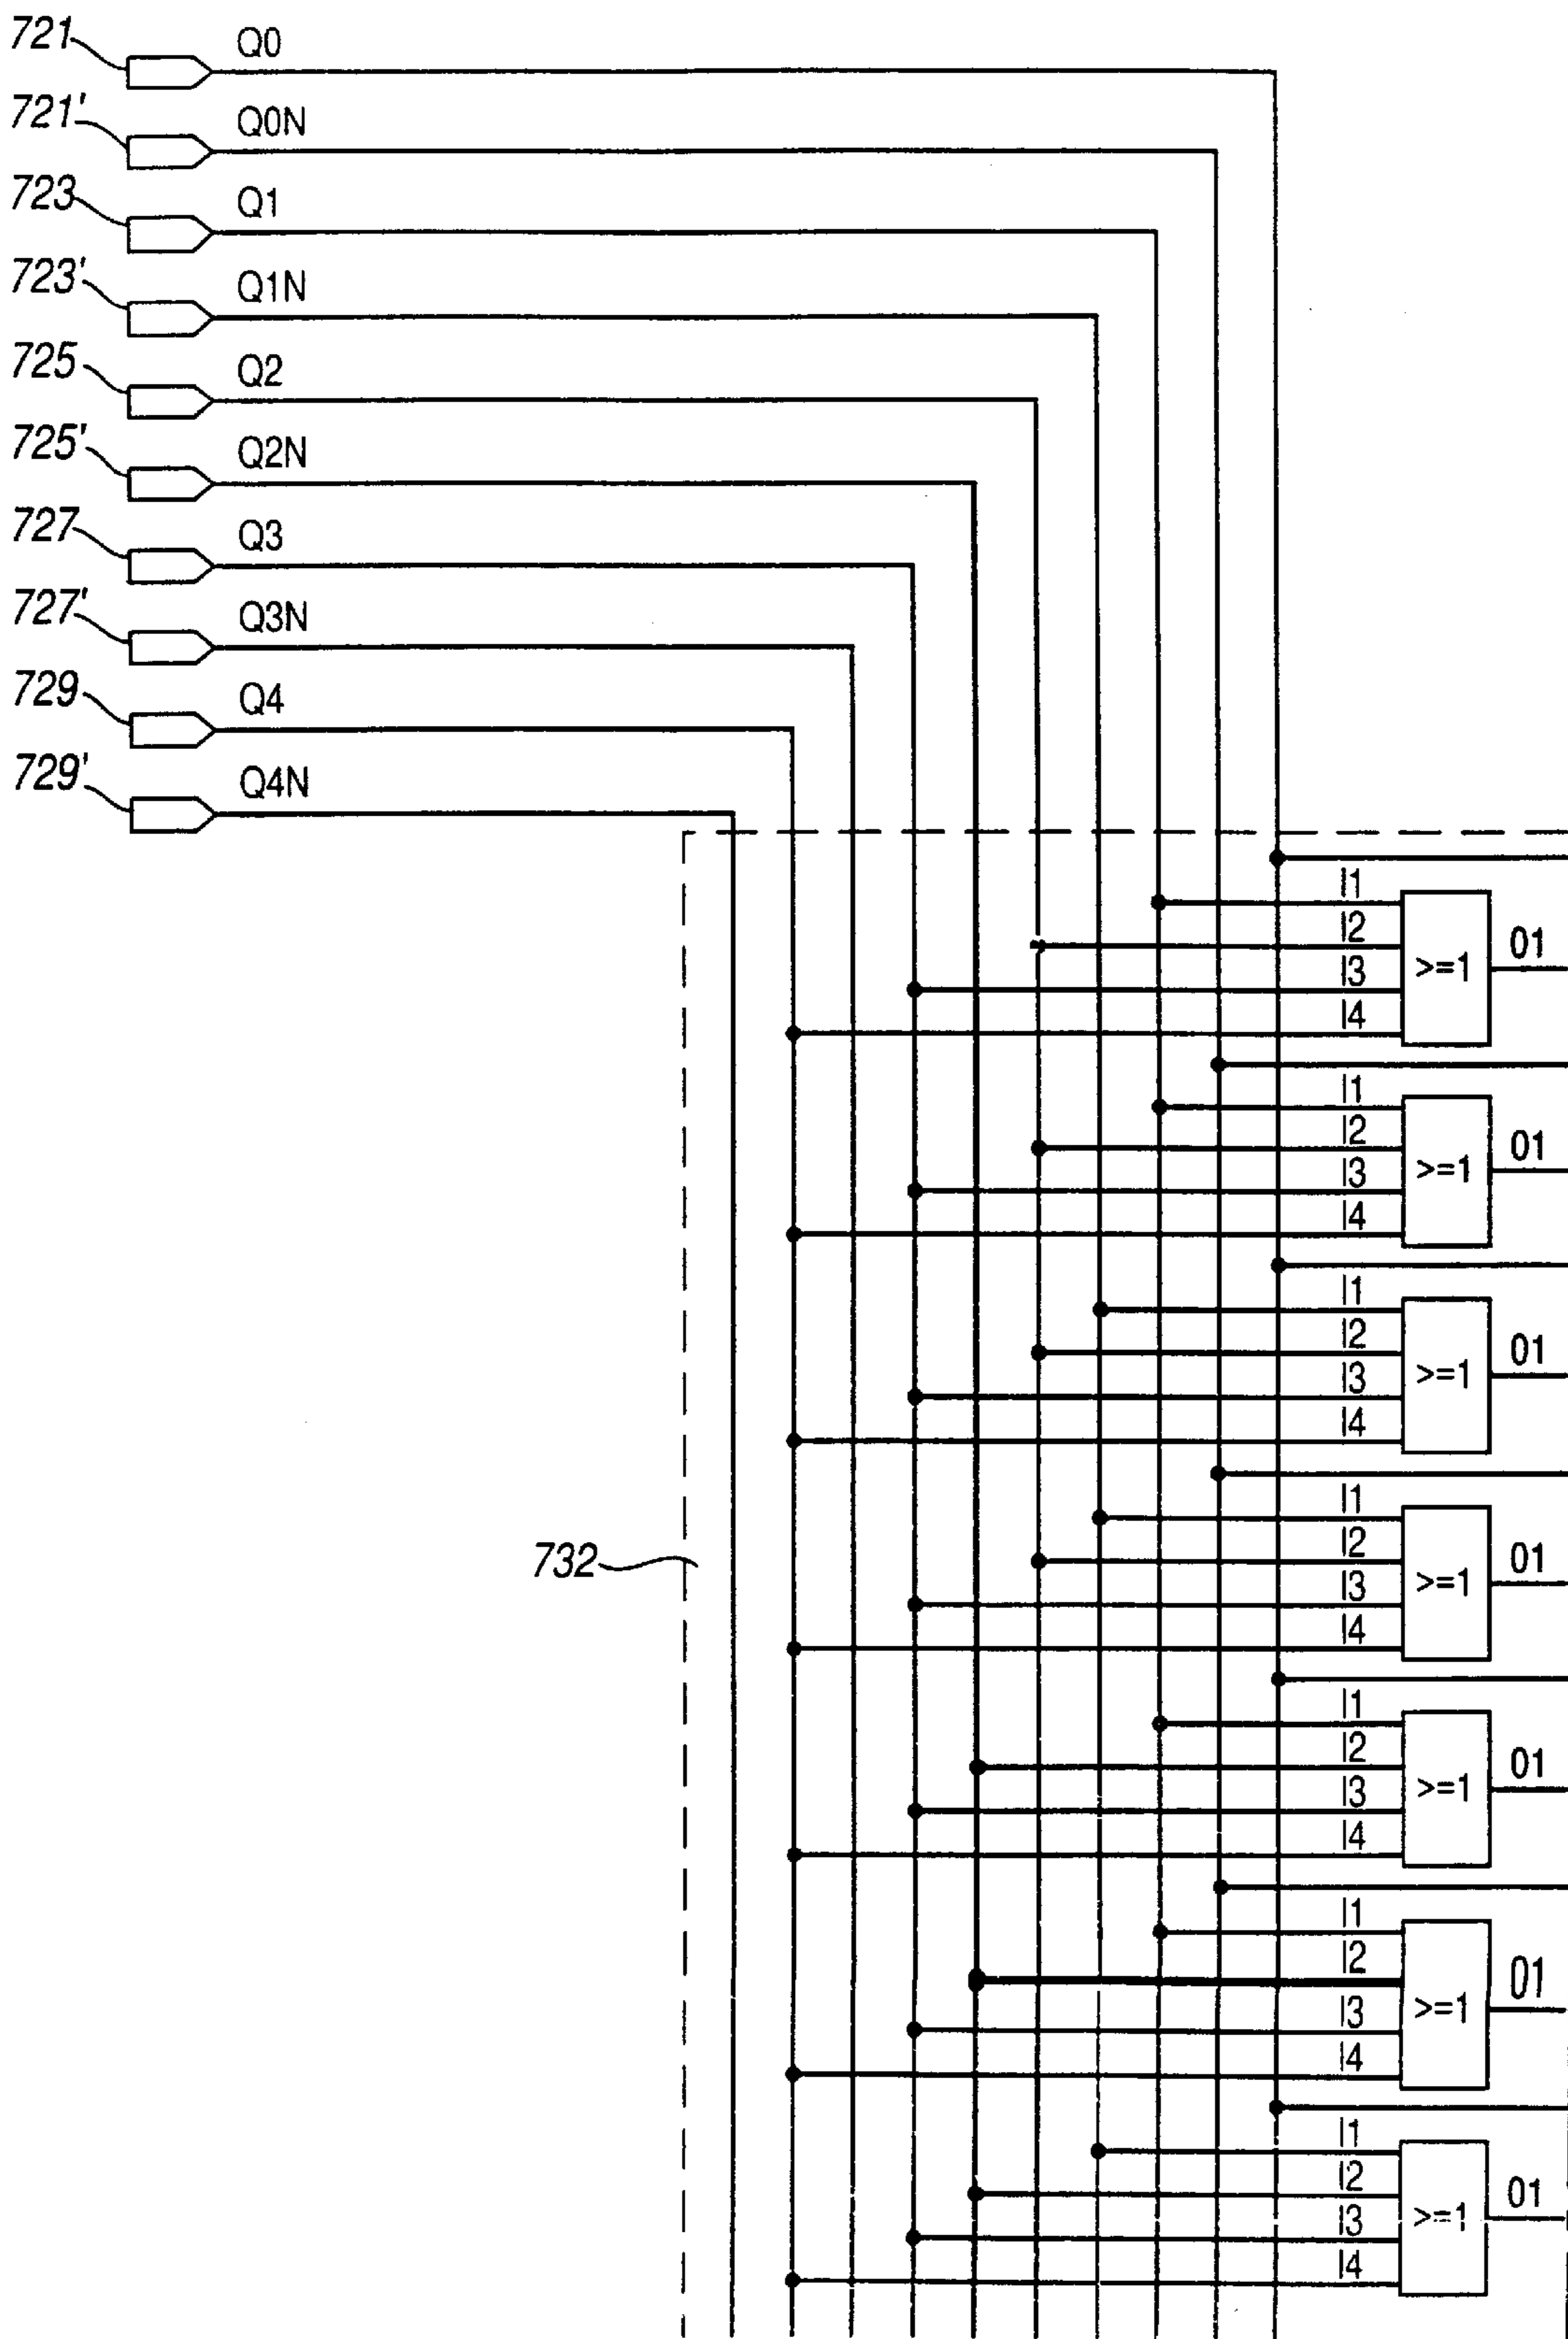 721 Q0
721' Q0N
723 Q1
723' Q1N
725 Q2
725' Q2N
727 Q3
727' Q3N
729 Q4
729' Q4N
I1
I2
I3
I4
>=1
01
I1
I2
I3
I4
>=1
01
I1
I2
I3
I4
>=1
01
732
I1
I2
I3
I4
>=1
01
I1
I2
I3
I4
>=1
01
I1
I2
I3
I4
>=1
01
I1
I2
I3
I4
>=1
01